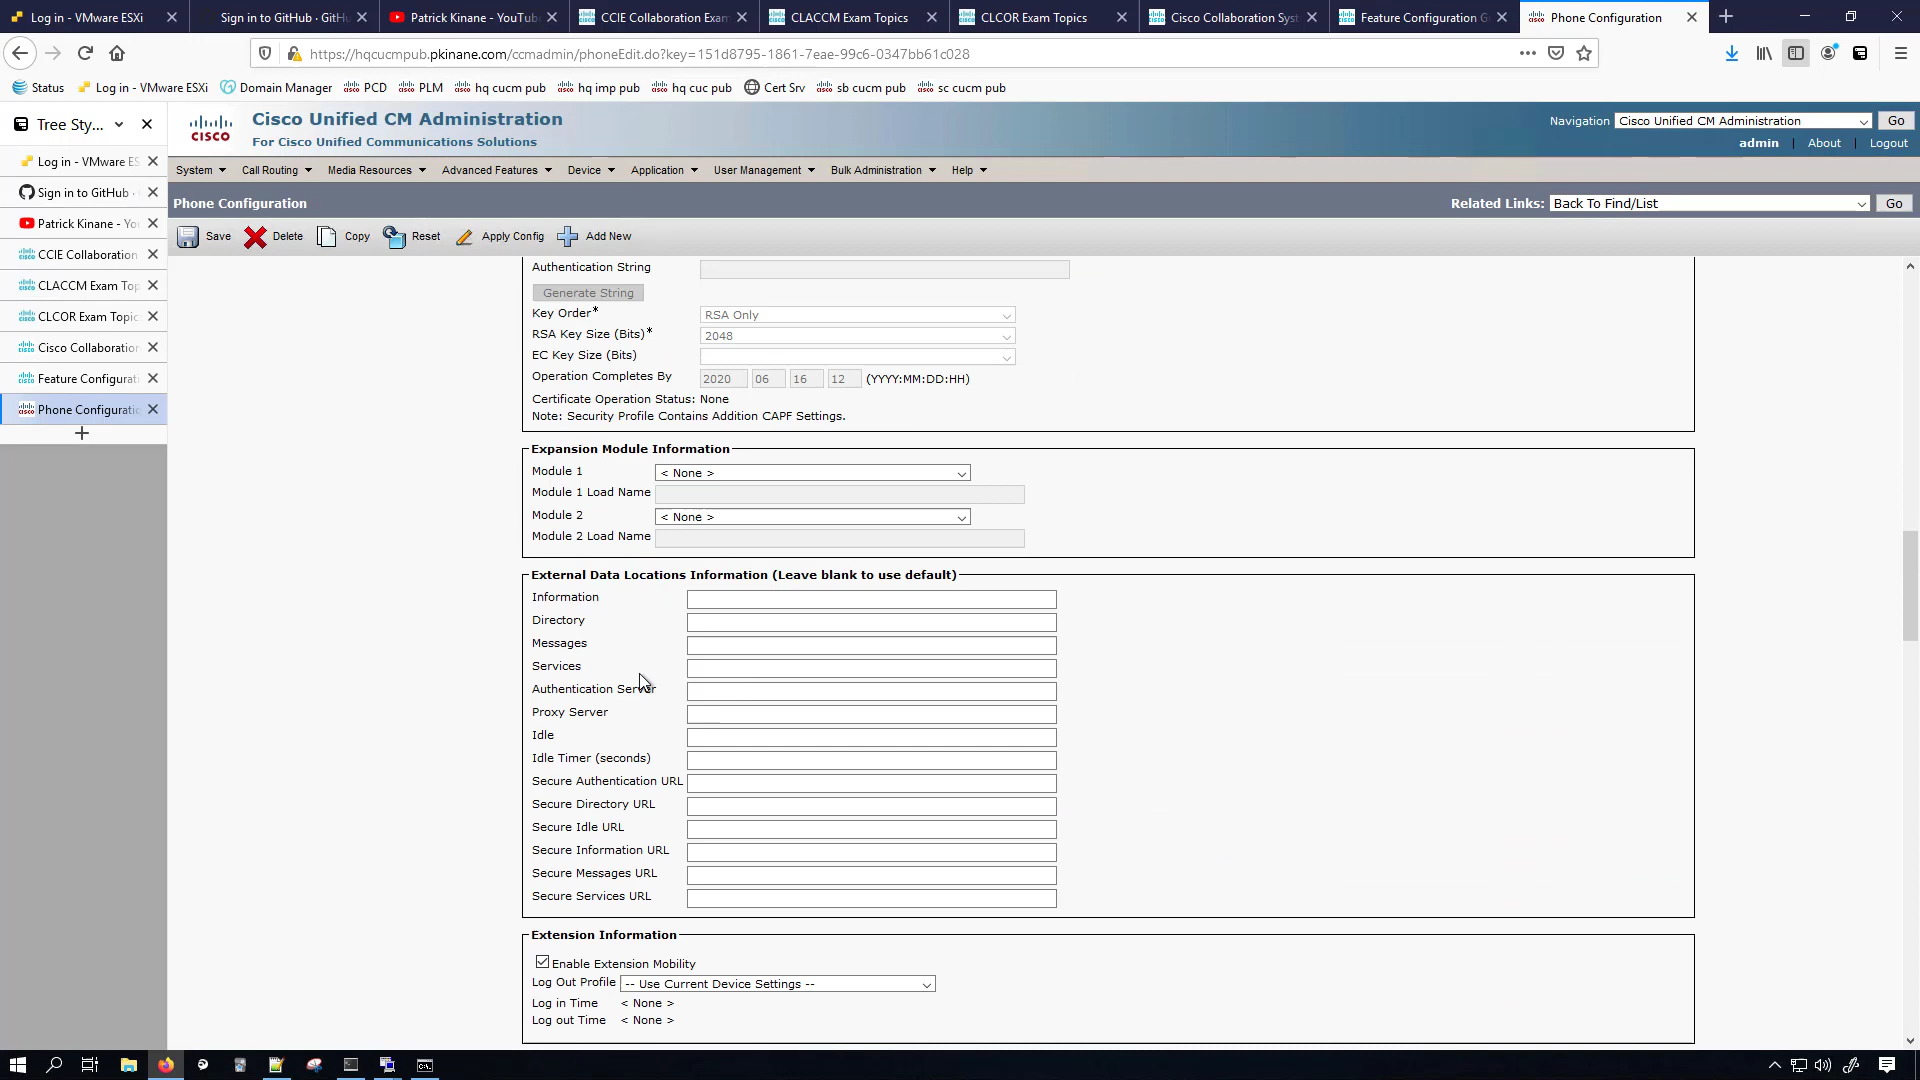 Log in - VMware ESXi
Sign in to GitHub · GitHu
Patrick Kinane - YouTube
CCIE Collaboration Exam
CLACCM Exam Topics
CLCOR Exam Topics
Cisco Collaboration Syst
Feature Configuration G
Phone Configuration
https://hqcucmpub.pkinane.com/ccmadmin/phoneEdit.do?key=151d8795-1861-7eae-99c6-0347bb61c028
Status
Log in - VMware ESXi
Domain Manager
PCD
PLM
hq cucm pub
hq imp pub
hq cuc pub
Cert Srv
sb cucm pub
sc cucm pub
Tree Sty...
Log in - VMware ES
Sign in to GitHub ·
Patrick Kinane - Yo
CCIE Collaboration
CLACCM Exam Top
CLCOR Exam Topic
Cisco Collaboration
Feature Configurat
Phone Configuratio
CISCO
Cisco Unified CM Administration
For Cisco Unified Communications Solutions
Navigation Cisco Unified CM Administration Go
admin | About | Logout
System Call Routing Media Resources Advanced Features Device Application User Management Bulk Administration Help
Phone Configuration
Related Links: Back To Find/List Go
Save Delete Copy Reset Apply Config Add New
Authentication String
Generate String
Key Order* RSA Only
RSA Key Size (Bits)* 2048
EC Key Size (Bits)
Operation Completes By 2020 06 16 12 (YYYY:MM:DD:HH)
Certificate Operation Status: None
Note: Security Profile Contains Addition CAPF Settings.
Expansion Module Information
Module 1 < None >
Module 1 Load Name
Module 2 < None >
Module 2 Load Name
External Data Locations Information (Leave blank to use default)
Information
Directory
Messages
Services
Authentication Server
Proxy Server
Idle
Idle Timer (seconds)
Secure Authentication URL
Secure Directory URL
Secure Idle URL
Secure Information URL
Secure Messages URL
Secure Services URL
Extension Information
Enable Extension Mobility
Log Out Profile -- Use Current Device Settings --
Log in Time < None >
Log out Time < None >